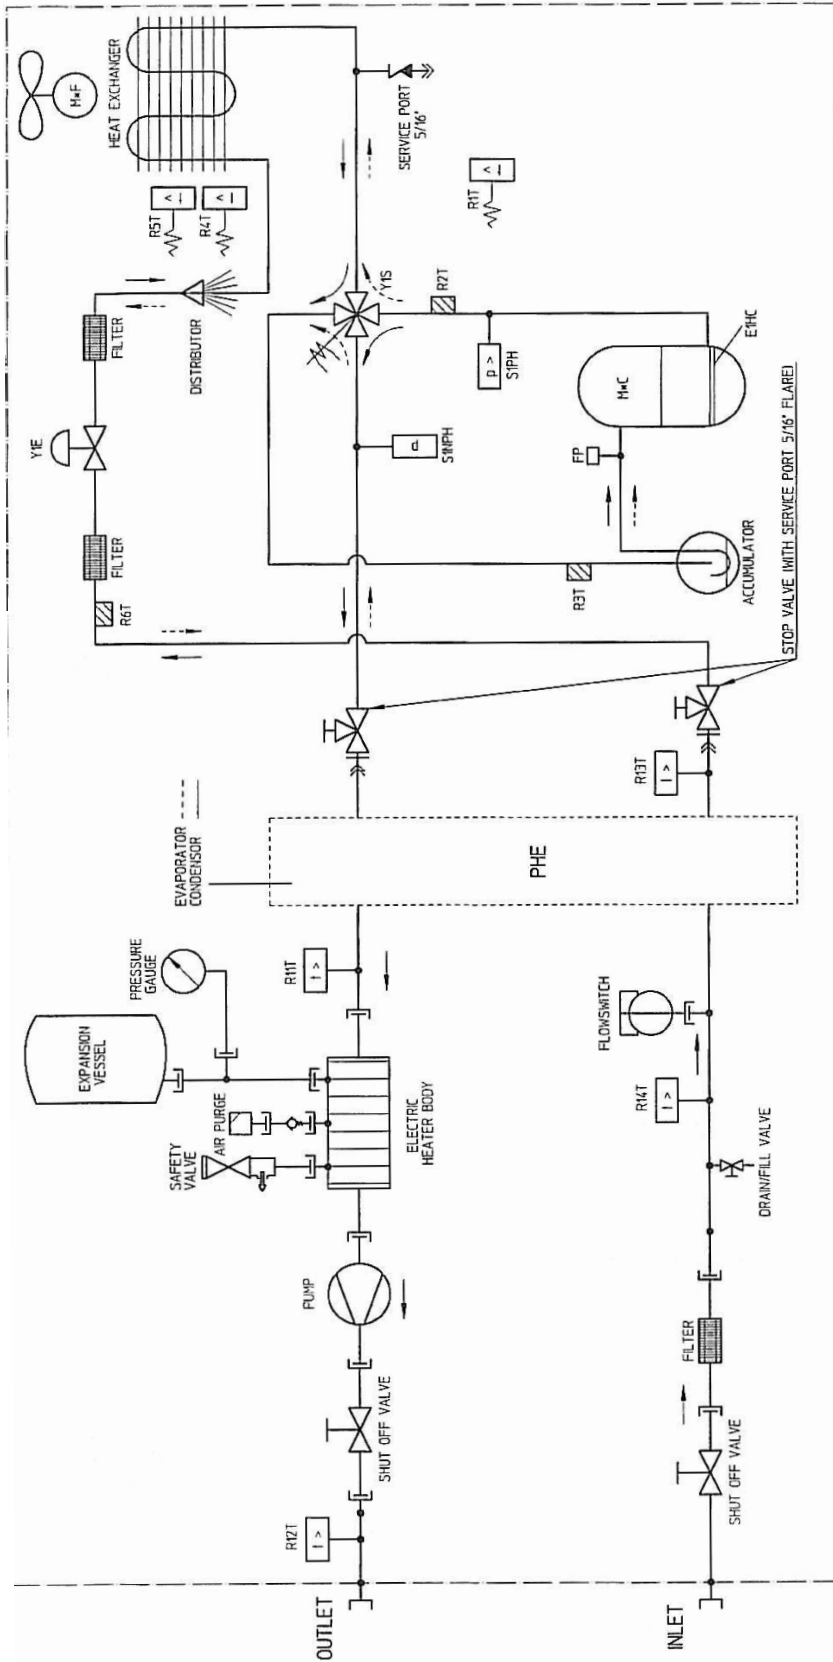 M*F
HEAT EXCHANGER
SERVICE PORT
5/16"
R5T
R4T
R1T
FILTER
DISTRIBUTOR
Y1S
R2T
E1HC
Y1E
S1PH
p >
M*C
S1NPH
d
FP
FILTER
R6T
R3T
ACCUMULATOR
STOP VALVE (WITH SERVICE PORT 5/16" FLARE)
R13T
EVAPORATOR
CONDENSOR
PHE
PRESSURE
GAUGE
R11T
t >
FLOWSWITCH
EXPANSION
VESSEL
AIR PURGE
SAFETY
VALVE
ELECTRIC
HEATER BODY
R14T
DRAIN/FILL VALVE
PUMP
FILTER
SHUT OFF VALVE
SHUT OFF VALVE
R12T
OUTLET
INLET